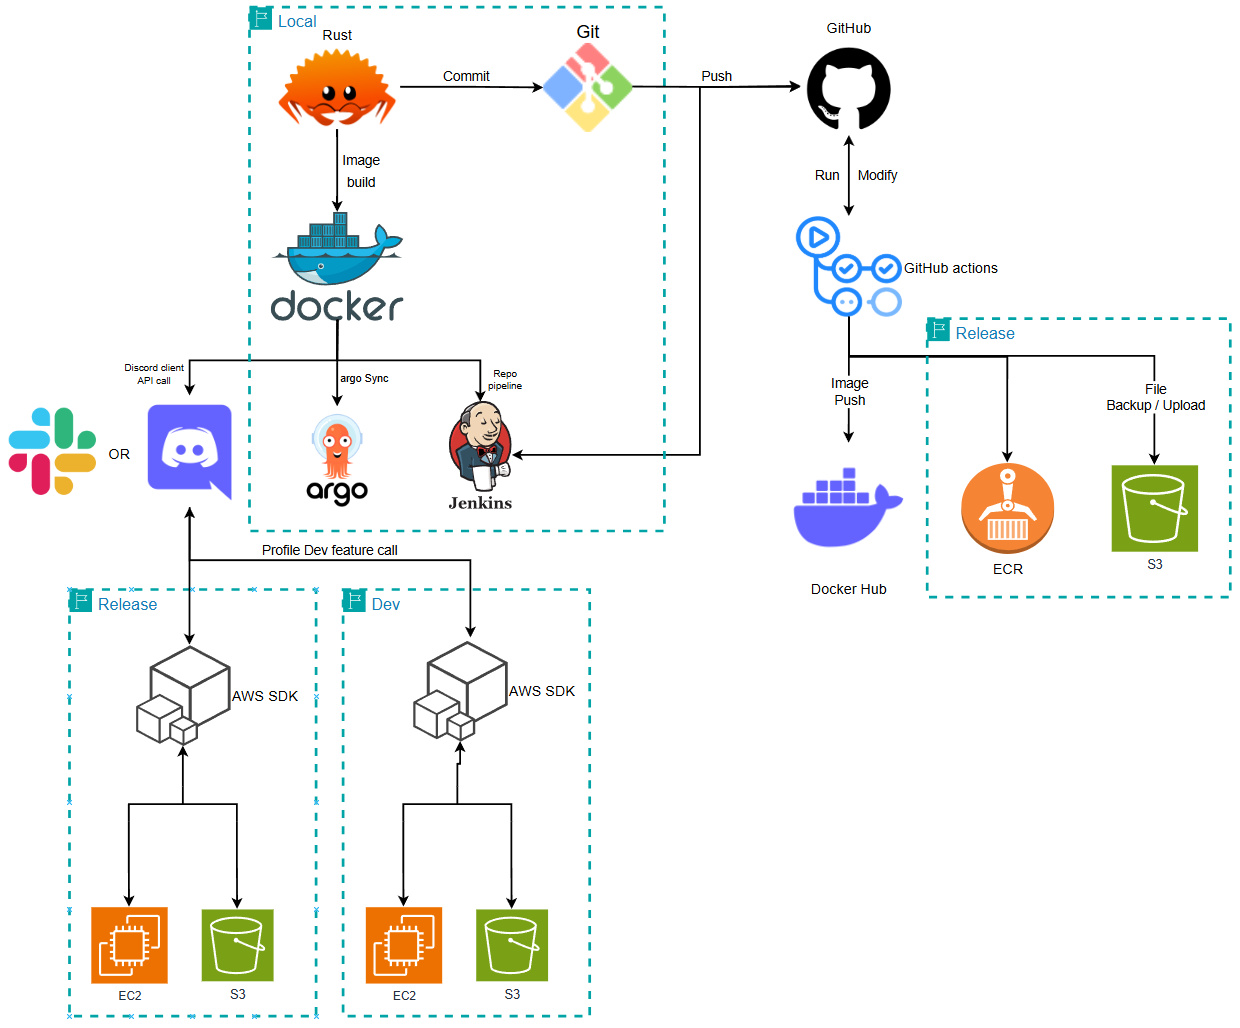 Local
Rust
Git
GitHub
Commit
Push
Image
build
Run
Modify
docker
GitHub actions
Release
Discord client
API call
argo Sync
Repo
pipeline
Image
Push
File
Backup / Upload
OR
argo
Jenkins
ECR
S3
Docker Hub
Profile Dev feature call
Release
Dev
AWS SDK
AWS SDK
EC2
S3
EC2
S3